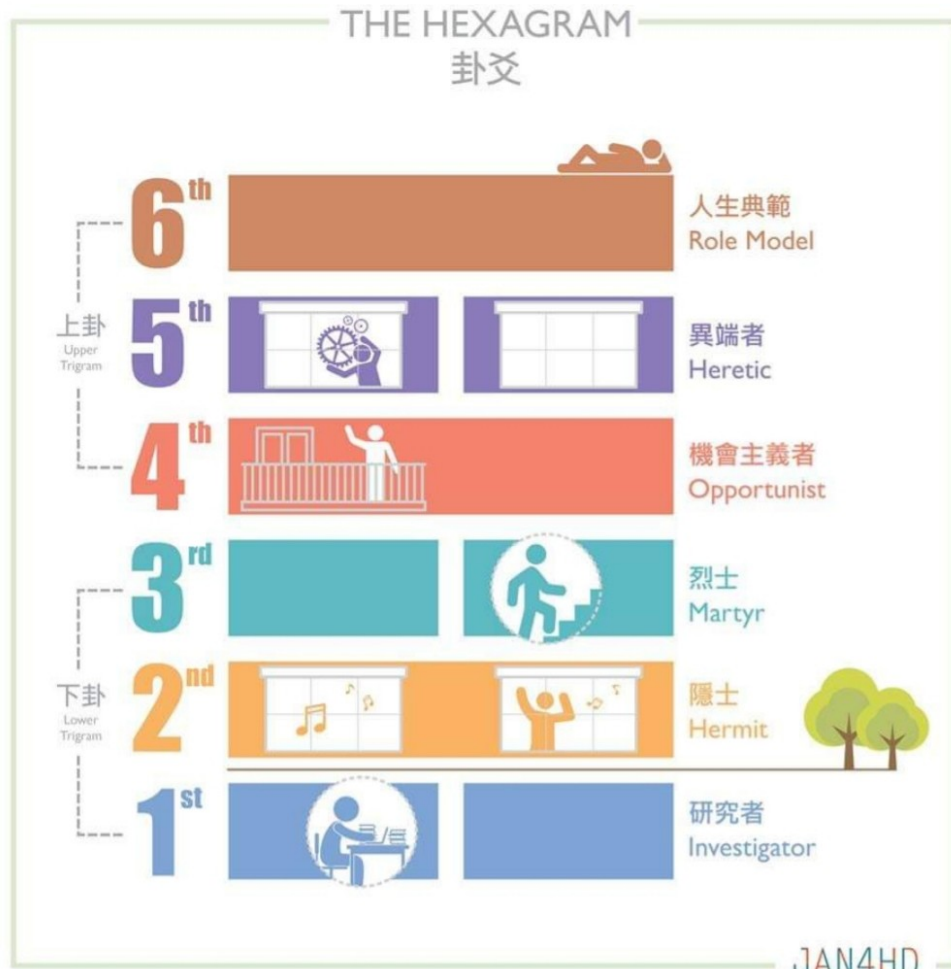 THE HEXAGRAM
卦爻
6th
人生典範
Role Model
5th
異端者
Heretic
上卦
Upper
Trigram
4th
機會主義者
Opportunist
3rd
烈士
Martyr
2nd
隱士
Hermit
下卦
Lower
Trigram
1st
研究者
Investigator
JAN4HD